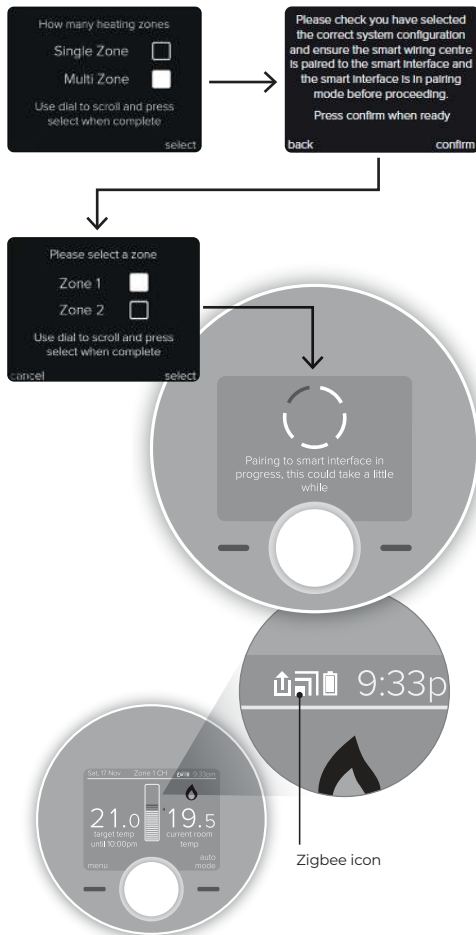 How many heating zones
Single Zone
Multi Zone
Use dial to scroll and press
select when complete
select
Please check you have selected
the correct system configuration
and ensure the smart wiring centre
is paired to the smart interface and
the smart interface is in pairing
mode before proceeding.
Press confirm when ready
back
confirm
Please select a zone
Zone 1
Zone 2
Use dial to scroll and press
select when complete
cancel
select
Pairing to smart interface in
progress, this could take a little
while
9:33p
Sat, 17 Nov
Zone 1 CH
9:33pm
21.0
target temp
until 10:00pm
19.5
current room
temp
menu
auto
mode
Zigbee icon